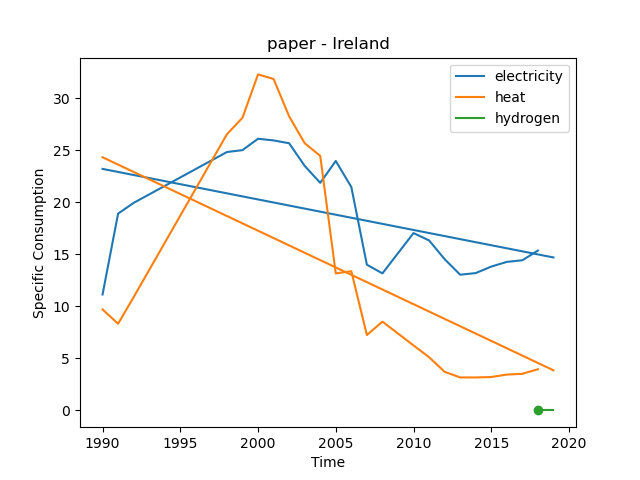 paper - Ireland
electricity
heat
hydrogen
Specific Consumption
30
25
20
15
10
5
0
1990 1995 2000 2005 2010 2015 2020
Time